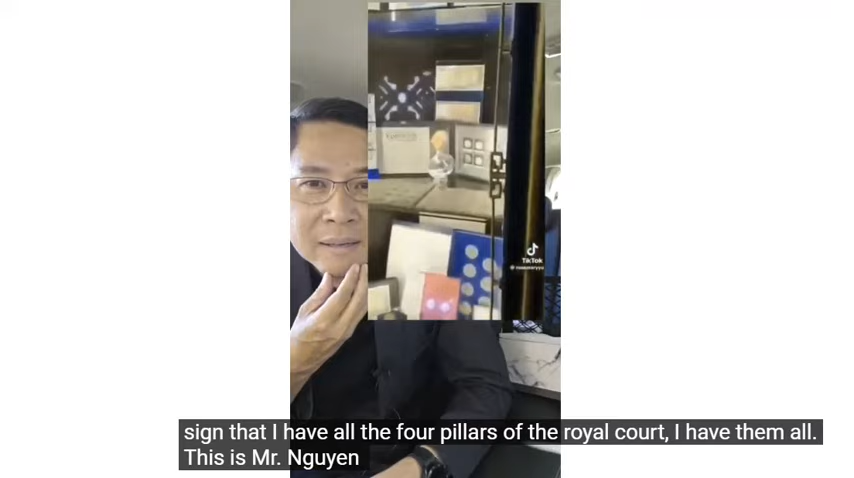 TikTok
sign that I have all the four pillars of the royal court, I have them all.
This is Mr. Nguyen